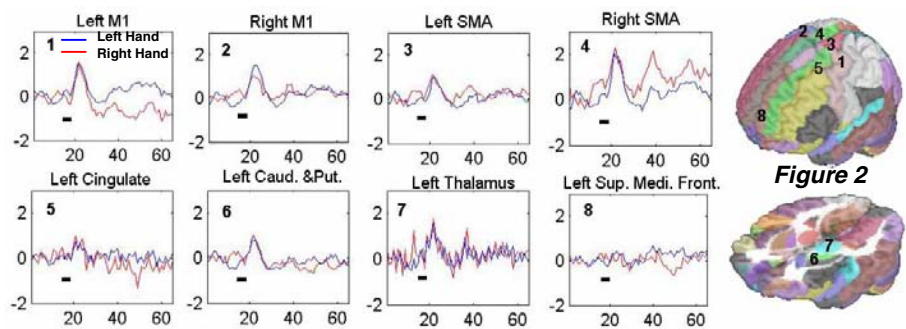 Left M1
Right M1
Left SMA
Right SMA
1
Left Hand
Right Hand
2
3
4
2
0
-2
20 40 60
2
0
-2
20 40 60
2
0
-2
20 40 60
2
0
-2
20 40 60
2 4
3
1
5
8
Figure 2
Left Cingulate
Left Caud. &Put.
Left Thalamus
Left Sup. Medi. Front.
5
6
7
8
2
0
-2
20 40 60
2
0
-2
20 40 60
2
0
-2
20 40 60
2
0
-2
20 40 60
7
6